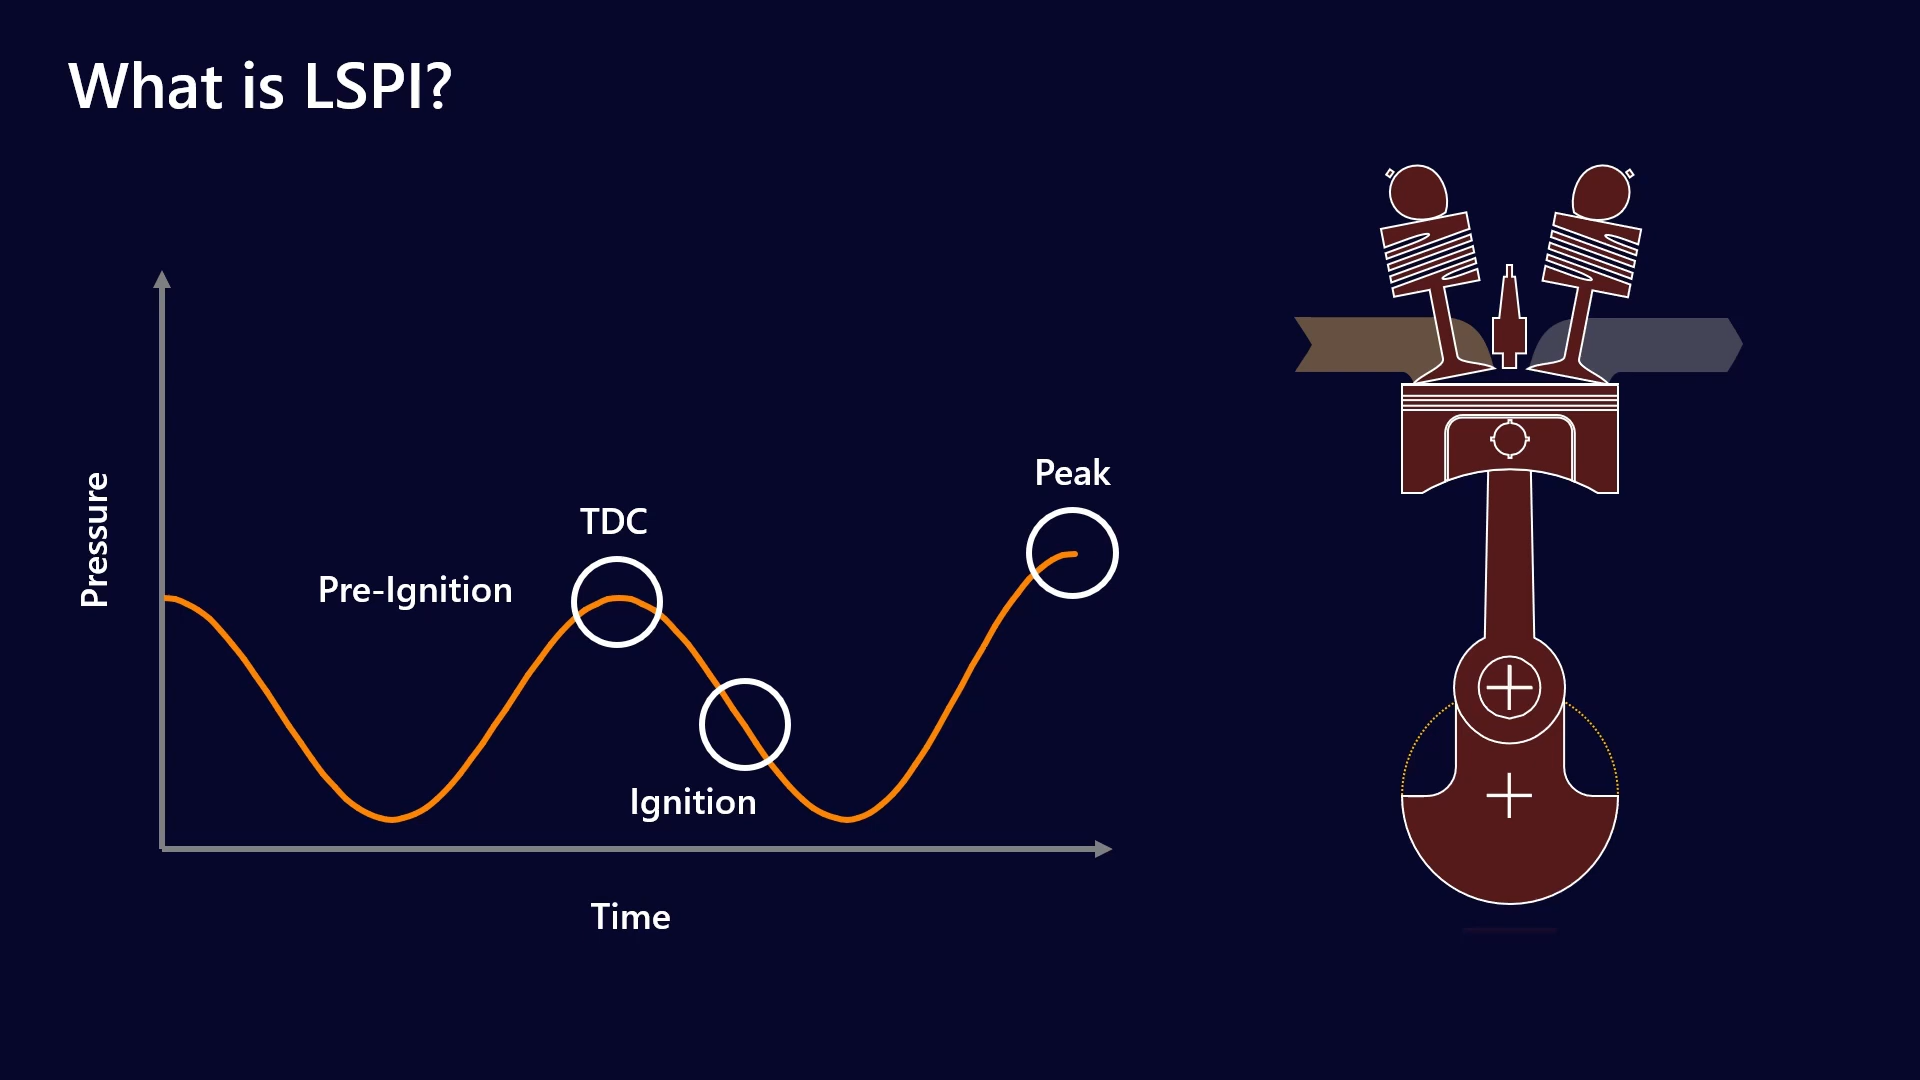 What is LSPI?
Peak
TDC
Pre-Ignition
Pressure
Ignition
Time